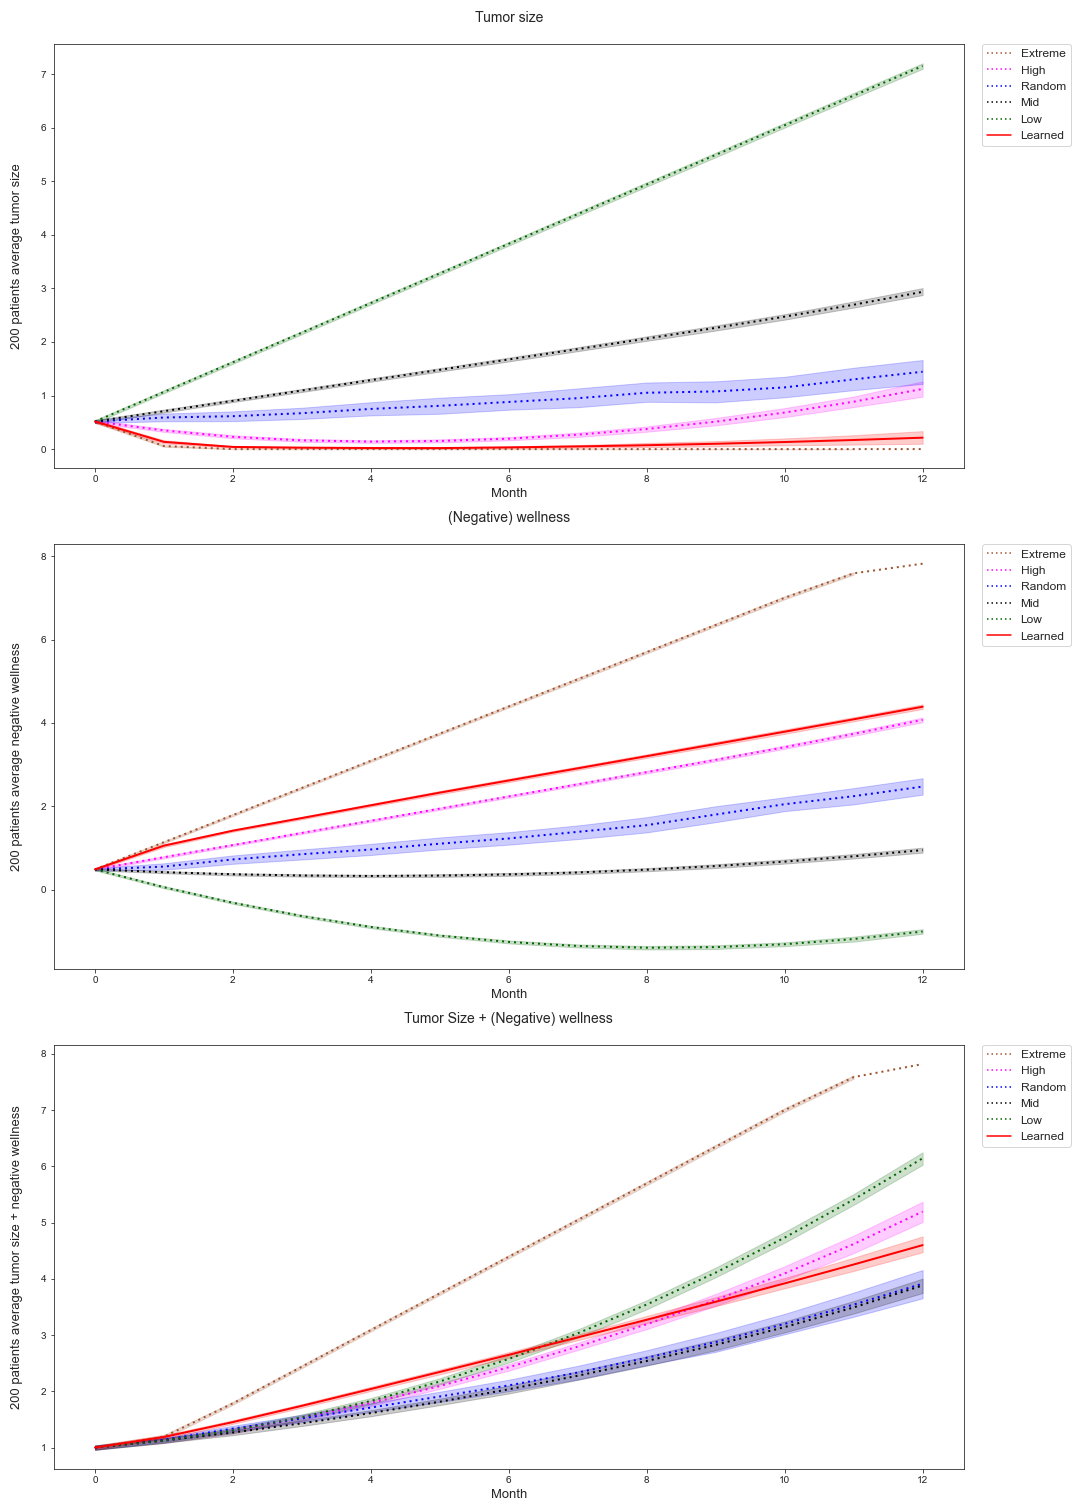 Tumor size
200 patients average tumor size
7
6
5
4
3
2
1
0
0 2 4 6 8 10 12
Month
Extreme
High
Random
Mid
Low
Learned
(Negative) wellness
200 patients average negative wellness
8
6
4
2
0
0 2 4 6 8 10 12
Month
Extreme
High
Random
Mid
Low
Learned
Tumor Size + (Negative) wellness
200 patients average tumor size + negative wellness
8
7
6
5
4
3
2
1
0 2 4 6 8 10 12
Month
Extreme
High
Random
Mid
Low
Learned